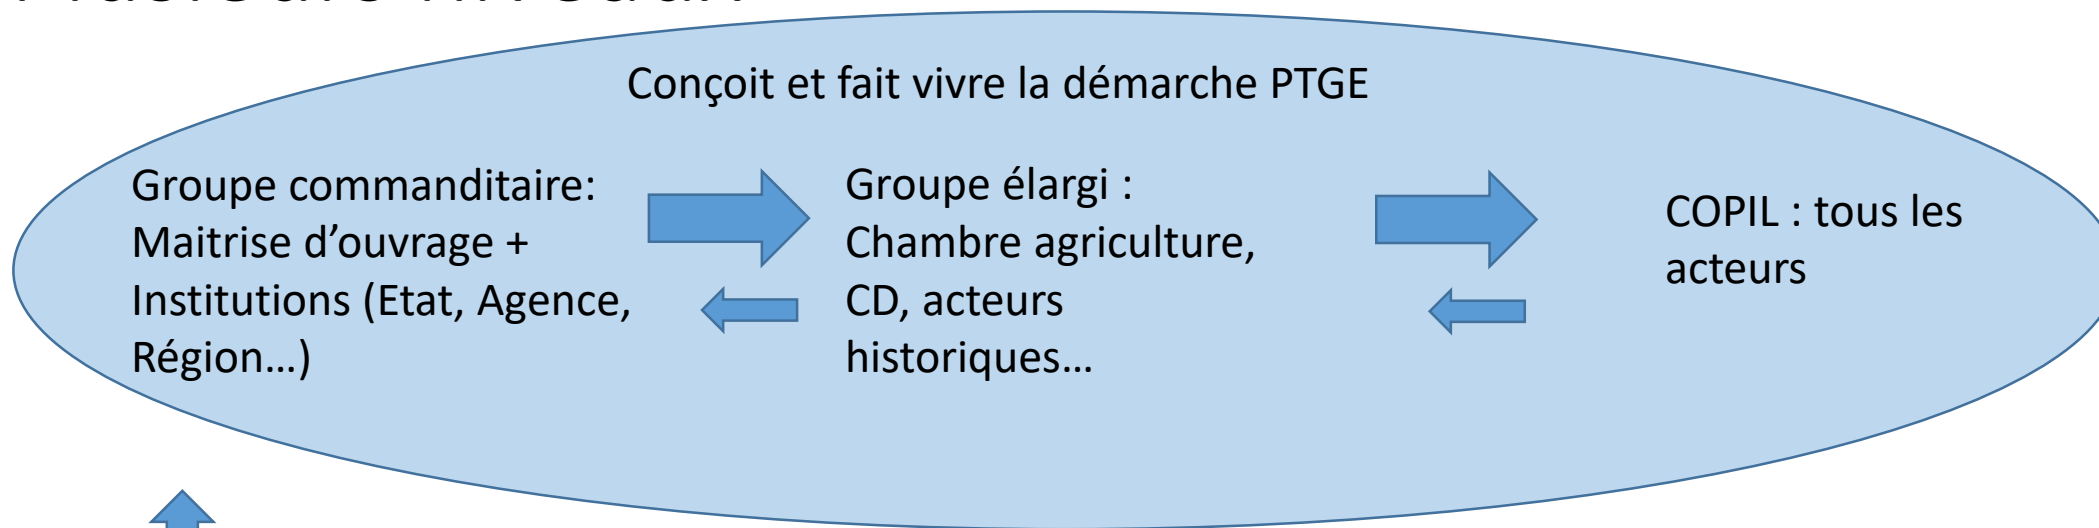 Conçoit et fait vivre la démarche PTGE
Groupe commanditaire:
Maitrise d’ouvrage +
Institutions (Etat, Agence,
Région…)
Groupe élargi :
Chambre agriculture,
CD, acteurs
historiques…
COPIL : tous les
acteurs